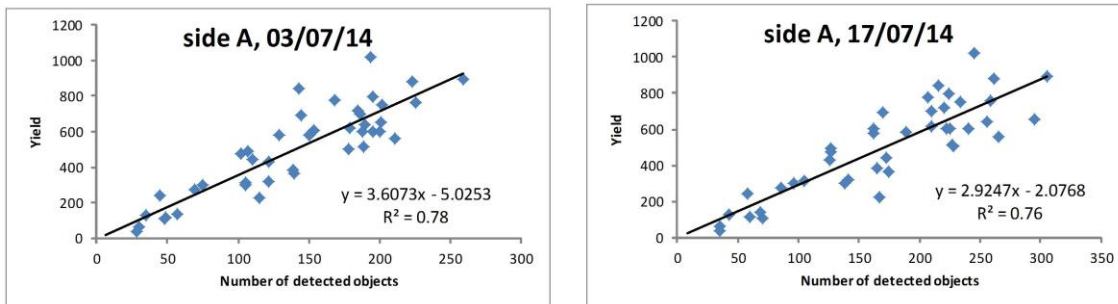 side A, 03/07/14
1200
1000
800
600
400
200
0
Yield
y = 3.6073x - 5.0253
R² = 0.78
0 50 100 150 200 250 300
Number of detected objects
side A, 17/07/14
1200
1000
800
600
400
200
0
Yield
y = 2.9247x - 2.0768
R² = 0.76
0 50 100 150 200 250 300 350
Number of detected objects